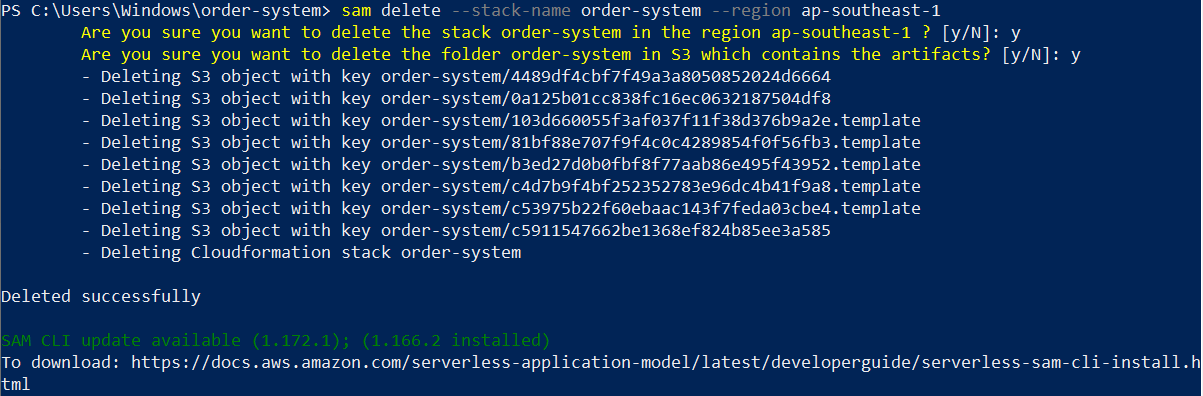 PS C:\Users\Windows\order-system> sam delete --stack-name order-system --region ap-southeast-1
Are you sure you want to delete the stack order-system in the region ap-southeast-1 ? [y/N]: y
Are you sure you want to delete the folder order-system in S3 which contains the artifacts? [y/N]: y
- Deleting S3 object with key order-system/4489df4cbf7f49a3a8050852024d6664
- Deleting S3 object with key order-system/0a125b01cc838fc16ec0632187504df8
- Deleting S3 object with key order-system/103d660055f3af037f11f38d376b9a2e.template
- Deleting S3 object with key order-system/81bf88e707f9f4c0c4289854f0f56fb3.template
- Deleting S3 object with key order-system/b3ed27d0b0fbf8f77aab86e495f43952.template
- Deleting S3 object with key order-system/c4d7b9f4bf252352783e96dc4b41f9a8.template
- Deleting S3 object with key order-system/c53975b22f60ebaac143f7feda03cbe4.template
- Deleting S3 object with key order-system/c5911547662be1368ef824b85ee3a585
- Deleting Cloudformation stack order-system
Deleted successfully
SAM CLI update available (1.172.1); (1.166.2 installed)
To download: https://docs.aws.amazon.com/serverless-application-model/latest/developerguide/serverless-sam-cli-install.h
tml